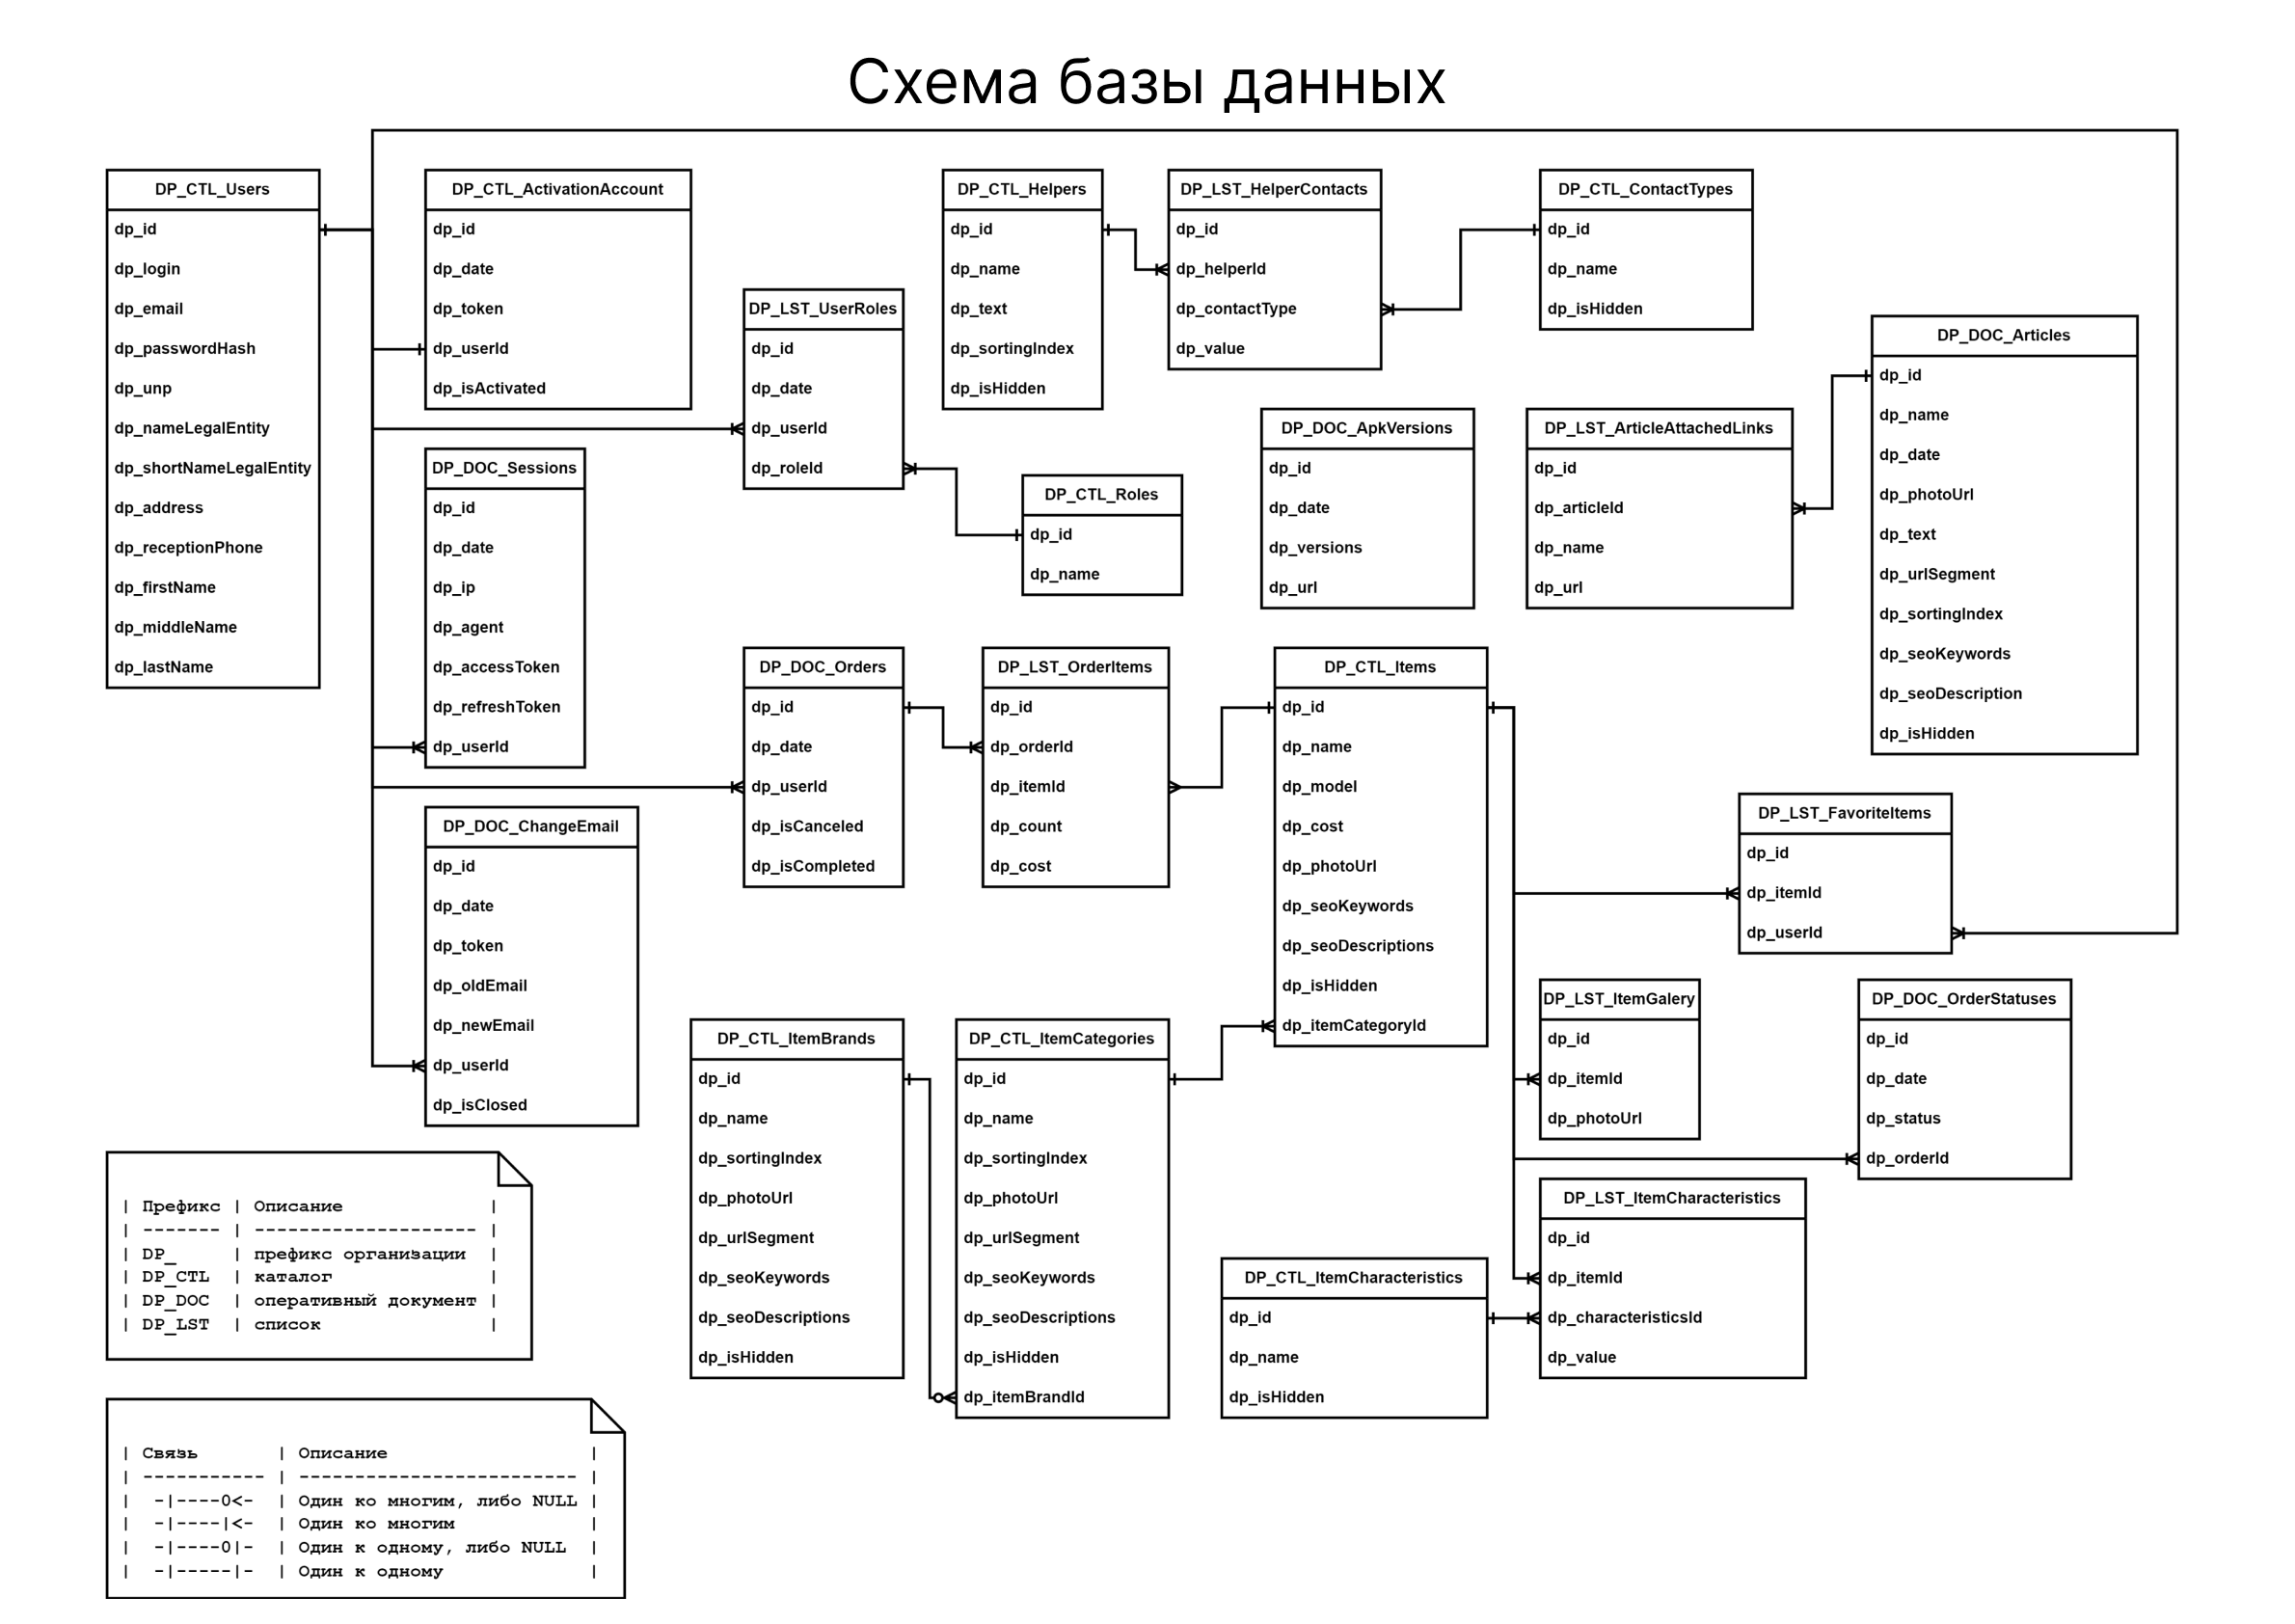 Схема базы данных
DP_CTL_Users
dp_id
dp_login
dp_email
dp_passwordHash
dp_unp
dp_nameLegalEntity
dp_shortNameLegalEntity
dp_address
dp_receptionPhone
dp_firstName
dp_middleName
dp_lastName
DP_CTL_ActivationAccount
dp_id
dp_date
dp_token
dp_userId
dp_isActivated
DP_DOC_Sessions
dp_id
dp_date
dp_ip
dp_agent
dp_accessToken
dp_refreshToken
dp_userId
DP_DOC_ChangeEmail
dp_id
dp_date
dp_token
dp_oldEmail
dp_newEmail
dp_userId
dp_isClosed
DP_LST_UserRoles
dp_id
dp_date
dp_userId
dp_roleId
DP_CTL_Helpers
dp_id
dp_name
dp_text
dp_sortingIndex
dp_isHidden
DP_LST_HelperContacts
dp_id
dp_helperId
dp_contactType
dp_value
DP_CTL_ContactTypes
dp_id
dp_name
dp_isHidden
DP_CTL_Roles
dp_id
dp_name
DP_DOC_ApkVersions
dp_id
dp_date
dp_versions
dp_url
DP_LST_ArticleAttachedLinks
dp_id
dp_articleId
dp_name
dp_url
DP_DOC_Articles
dp_id
dp_name
dp_date
dp_photoUrl
dp_text
dp_urlSegment
dp_sortingIndex
dp_seoKeywords
dp_seoDescription
dp_isHidden
DP_DOC_Orders
dp_id
dp_date
dp_userId
dp_isCanceled
dp_isCompleted
DP_LST_OrderItems
dp_id
dp_orderId
dp_itemId
dp_count
dp_cost
DP_CTL_Items
dp_id
dp_name
dp_model
dp_cost
dp_photoUrl
dp_seoKeywords
dp_seoDescriptions
dp_isHidden
dp_itemCategoryId
DP_LST_FavoriteItems
dp_id
dp_itemId
dp_userId
DP_LST_ItemGalery
dp_id
dp_itemId
dp_photoUrl
DP_DOC_OrderStatuses
dp_id
dp_date
dp_status
dp_orderId
DP_CTL_ItemBrands
dp_id
dp_name
dp_sortingIndex
dp_photoUrl
dp_urlSegment
dp_seoKeywords
dp_seoDescriptions
dp_isHidden
DP_CTL_ItemCategories
dp_id
dp_name
dp_sortingIndex
dp_photoUrl
dp_urlSegment
dp_seoKeywords
dp_seoDescriptions
dp_isHidden
dp_itemBrandId
DP_CTL_ItemCharacteristics
dp_id
dp_name
dp_isHidden
DP_LST_ItemCharacteristics
dp_id
dp_itemId
dp_characteristicsId
dp_value
| Префикс | Описание |
| ------- | -------------------- |
| DP_ | префикс организации |
| DP_CTL | каталог |
| DP_DOC | оперативный документ |
| DP_LST | список |
| Связь | Описание |
| ----------- | ------------------------- |
| -|----0<- | Один ко многим, либо NULL |
| -|----|<- | Один ко многим |
| -|----0|- | Один к одному, либо NULL |
| -|-----|- | Один к одному |